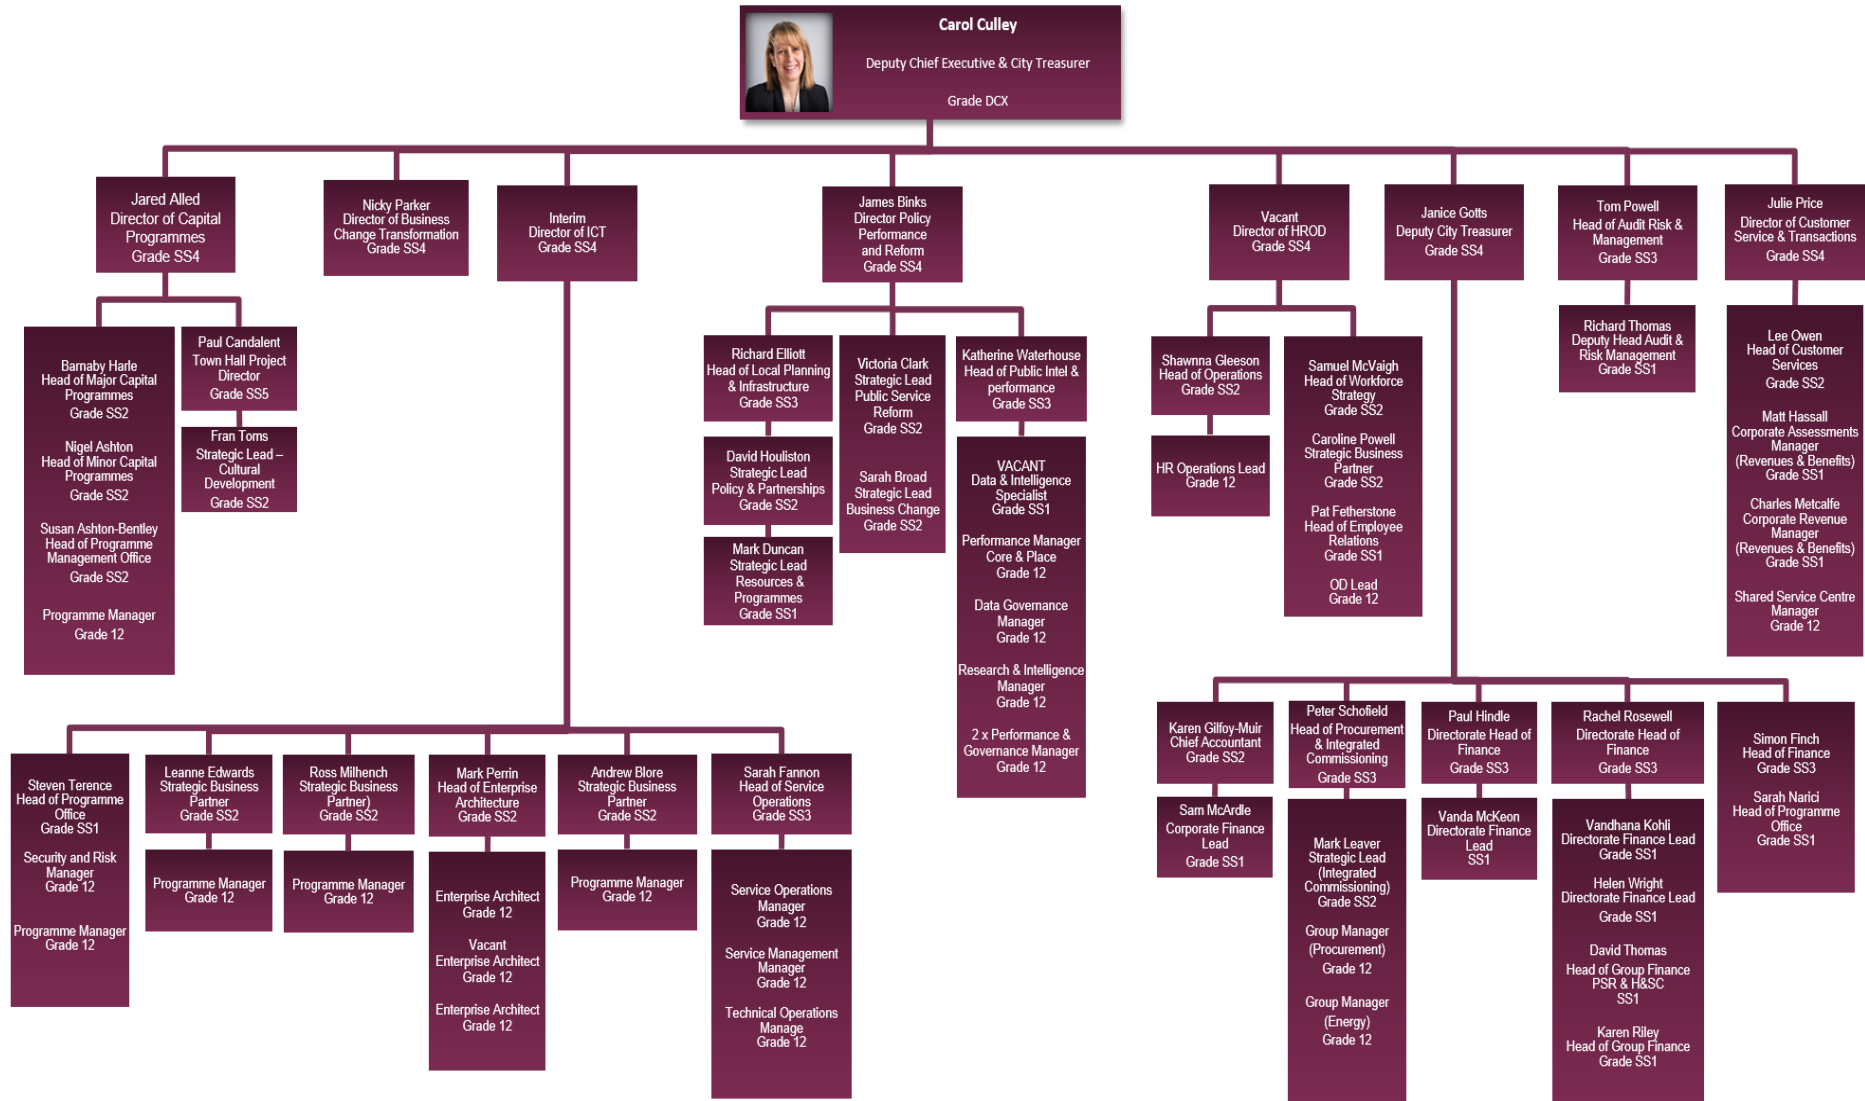 Carol Culley
Deputy Chief Executive & City Treasurer
Grade DCX
Jared Alled
Director of Capital
Programmes
Grade SS4
Nicky Parker
Director of Business
Change Transformation
Grade SS4
Interim
Director of ICT
Grade SS4
James Binks
Director Policy
Performance
and Reform
Grade SS4
Vacant
Director of HROD
Grade SS4
Janice Gotts
Deputy City Treasurer
Grade SS4
Tom Powell
Head of Audit Risk &
Management
Grade SS3
Julie Price
Director of Customer
Service & Transactions
Grade SS4
Barnaby Harle
Head of Major Capital
Programmes
Grade SS2
Nigel Ashton
Head of Minor Capital
Programmes
Grade SS2
Susan Ashton-Bentley
Head of Programme
Management Office
Grade SS2
Programme Manager
Grade 12
Paul Candalent
Town Hall Project
Director
Grade SS5
Fran Toms
Strategic Lead –
Cultural
Development
Grade SS2
Richard Elliott
Head of Local Planning
& Infrastructure
Grade SS3
David Houliston
Strategic Lead
Policy & Partnerships
Grade SS2
Mark Duncan
Strategic Lead
Resources &
Programmes
Grade SS1
Victoria Clark
Strategic Lead
Public Service
Reform
Grade SS2
Sarah Broad
Strategic Lead
Business Change
Grade SS2
Katherine Waterhouse
Head of Public Intel &
performance
Grade SS3
VACANT
Data & Intelligence
Specialist
Grade SS1
Performance Manager
Core & Place
Grade 12
Data Governance
Manager
Grade 12
Research & Intelligence
Manager
Grade 12
2 x Performance &
Governance Manager
Grade 12
Shawnna Gleeson
Head of Operations
Grade SS2
HR Operations Lead
Grade 12
Samuel McVaigh
Head of Workforce
Strategy
Grade SS2
Caroline Powell
Strategic Business
Partner
Grade SS2
Pat Fetherstone
Head of Employee
Relations
Grade SS1
OD Lead
Grade 12
Richard Thomas
Deputy Head Audit &
Risk Management
Grade SS1
Lee Owen
Head of Customer
Services
Grade SS2
Matt Hassall
Corporate Assessments
Manager
(Revenues & Benefits)
Grade SS1
Charles Metcalfe
Corporate Revenue
Manager
(Revenues & Benefits)
Grade SS1
Shared Service Centre
Manager
Grade 12
Steven Terence
Head of Programme
Office
Grade SS1
Security and Risk
Manager
Grade 12
Programme Manager
Grade 12
Leanne Edwards
Strategic Business
Partner
Grade SS2
Programme Manager
Grade 12
Ross Milhench
Strategic Business
Partner)
Grade SS2
Programme Manager
Grade 12
Mark Perrin
Head of Enterprise
Architecture
Grade SS2
Enterprise Architect
Grade 12
Vacant
Enterprise Architect
Grade 12
Enterprise Architect
Grade 12
Andrew Blore
Strategic Business
Partner
Grade SS2
Programme Manager
Grade 12
Sarah Fannon
Head of Service
Operations
Grade SS3
Service Operations
Manager
Grade 12
Service Management
Manager
Grade 12
Technical Operations
Manage
Grade 12
Karen Gilfoy-Muir
Chief Accountant
Grade SS2
Sam McArdle
Corporate Finance
Lead
Grade SS1
Peter Schofield
Head of Procurement
& Integrated
Commissioning
Grade SS3
Mark Leaver
Strategic Lead
(Integrated
Commissioning)
Grade SS2
Group Manager
(Procurement)
Grade 12
Group Manager
(Energy)
Grade 12
Paul Hindle
Directorate Head of
Finance
Grade SS3
Vanda McKeon
Directorate Finance
Lead
SS1
Rachel Rosewell
Directorate Head of
Finance
Grade SS3
Vandhana Kohli
Directorate Finance Lead
Grade SS1
Helen Wright
Directorate Finance Lead
Grade SS1
David Thomas
Head of Group Finance
PSR & H&SC
SS1
Karen Riley
Head of Group Finance
Grade SS1
Simon Finch
Head of Finance
Grade SS3
Sarah Narici
Head of Programme
Office
Grade SS1